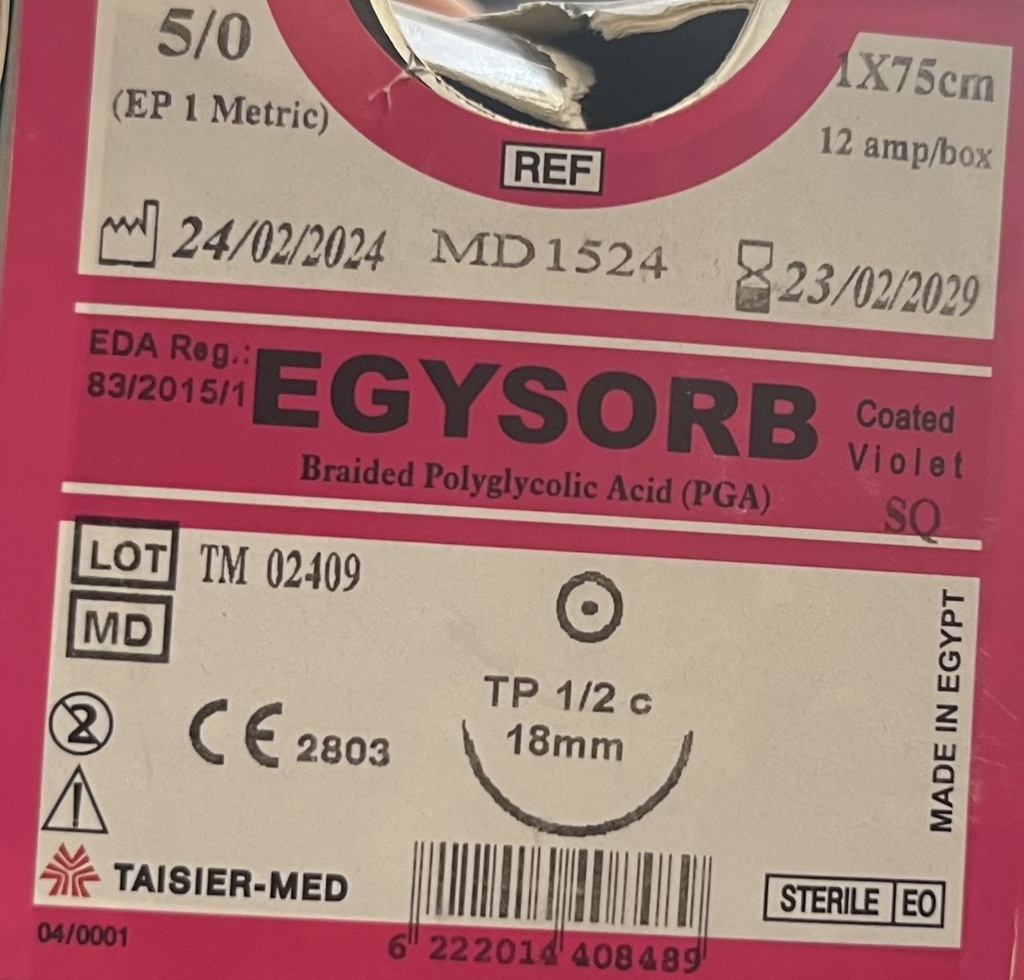 5/0
(EP 1 Metric)
1X75cm
12 amp/box
REF
24/02/2024 MD1524 23/02/2029
EDA Reg.:
83/2015/1
EGYSORB
Braided Polyglycolic Acid (PGA)
Coated
Violet
SQ
LOT TM 02409
MD
2
CE 2803
TP 1/2 c
18mm
MADE IN EGYPT
TAISIER-MED
STERILE EO
04/0001
6 222014 408489